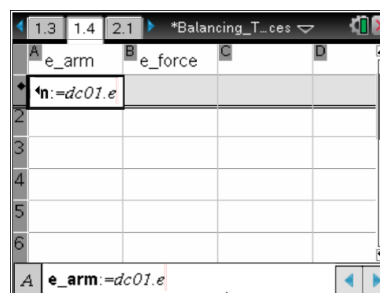 1.3 1.4 2.1 *Balancing_T...ces
A e_arm B e_force C D
n:=dc01.e
2
3
4
5
6
A e_arm:=dc01.e